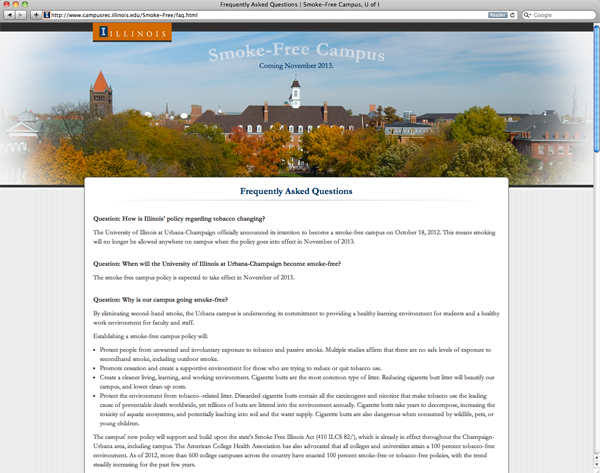 Frequently Asked Questions | Smoke-Free Campus, U of I
http://www.campusrec.illinois.edu/Smoke-Free/faq.html
Reader
Google
I ILLINOIS
Smoke-Free Campus
Coming November 2013.
Frequently Asked Questions
Question: How is Illinois' policy regarding tobacco changing?
The University of Illinois at Urbana-Champaign officially announced its intention to become a smoke-free campus on October 18, 2012. This means smoking
will no longer be allowed anywhere on campus when the policy goes into effect in November of 2013.
Question: When will the University of Illinois at Urbana-Champaign become smoke-free?
The smoke-free campus policy is expected to take effect in November of 2013.
Question: Why is our campus going smoke-free?
By eliminating second-hand smoke, the Urbana campus is underscoring its commitment to providing a healthy learning environment for students and a healthy
work environment for faculty and staff.
Establishing a smoke-free campus policy will:
• Protect people from unwanted and involuntary exposure to tobacco and passive smoke. Multiple studies affirm that there are no safe levels of exposure to
secondhand smoke, including outdoor smoke.
• Promote cessation and create a supportive environment for those who are trying to reduce or quit tobacco use.
• Create a cleaner living, learning, and working environment. Cigarette butts are the most common type of litter. Reducing cigarette butt litter will beautify our
campus, and lower clean-up costs.
• Protect the environment from tobacco-related litter. Discarded cigarette butts contain all the carcinogens and nicotine that make tobacco use the leading
cause of preventable death worldwide, yet trillions of butts are littered into the environment annually. Cigarette butts take years to decompose, increasing the
toxicity of aquatic ecosystems, and potentially leaching into soil and the water supply. Cigarette butts are also dangerous when consumed by wildlife, pets, or
young children.
The campus' new policy will support and build upon the state's Smoke Free Illinois Act (410 ILCS 82/), which is already in effect throughout the Champaign-
Urbana area, including campus. The American College Health Association has also advocated that all colleges and universities attain a 100 percent tobacco-free
environment. As of 2012, more than 600 college campuses across the country have enacted 100 percent smoke-free or tobacco-free policies, with the trend
steadily increasing for the past few years.